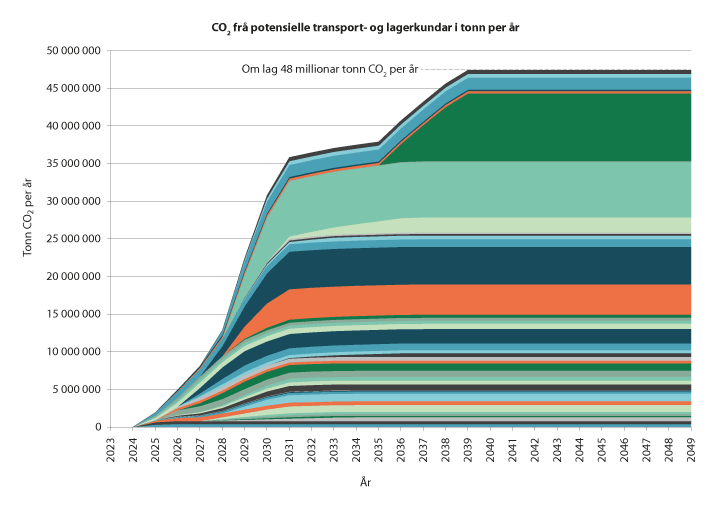 CO2 frå potensielle transport- og lagerkundar i tonn per år
50 000 000
Om lag 48 millionar tonn CO2 per år
45 000 000
40 000 000
35 000 000
30 000 000
25 000 000
20 000 000
15 000 000
10 000 000
5 000 000
0
Tonn CO2 per år
2023
2024
2025
2026
2027
2028
2029
2030
2031
2032
2033
2034
2035
2036
2037
2038
2039
2040
2041
2042
2043
2044
2045
2046
2047
2048
2049
År